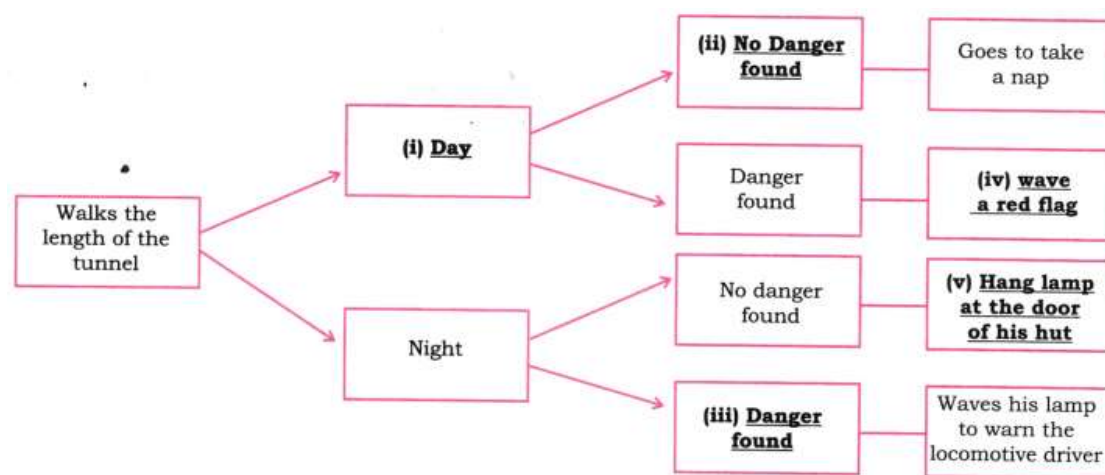 Walks the
length of the
tunnel
(i) Day
Night
(ii) No Danger
found
Goes to take
a nap
Danger
found
(iv) wave
a red flag
No danger
found
(v) Hang lamp
at the door
of his hut
(iii) Danger
found
Waves his lamp
to warn the
locomotive driver